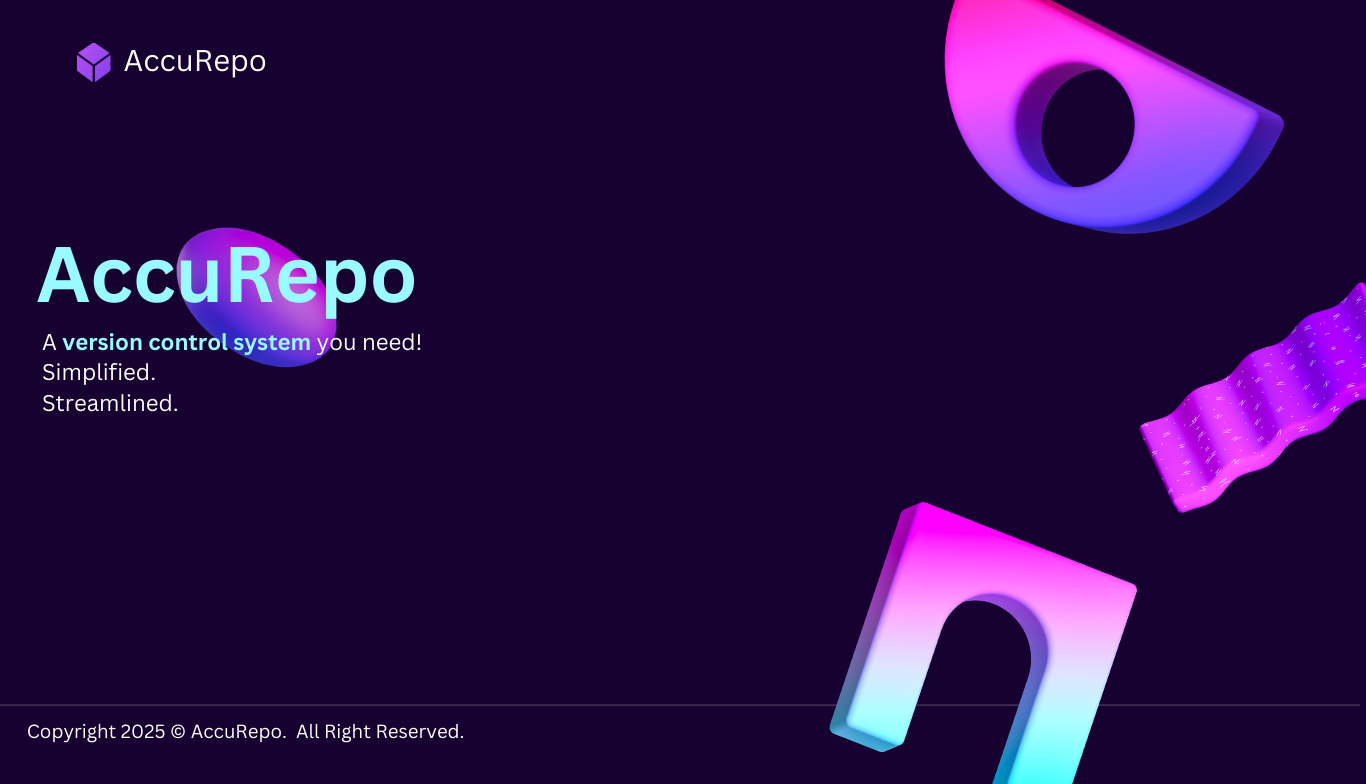 AccuRepo
AccuRepo
A version control system you need!
Simplified.
Streamlined.
Copyright 2025 © AccuRepo. All Right Reserved.